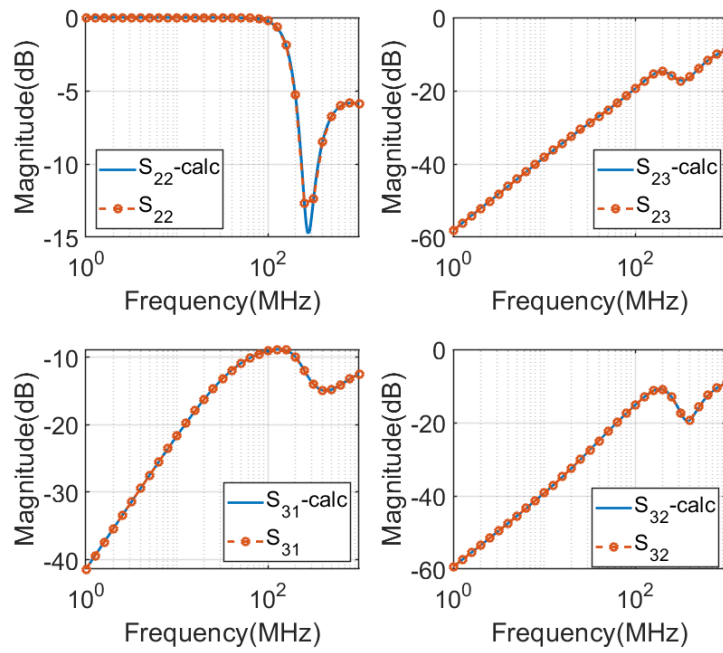 Magnitude(dB)
0
-5
-10
-15
S22-calc
S22
10^0
10^2
Frequency(MHz)
Magnitude(dB)
0
-20
-40
-60
S23-calc
S23
10^0
10^2
Frequency(MHz)
Magnitude(dB)
-10
-20
-30
-40
S31-calc
S31
10^0
10^2
Frequency(MHz)
Magnitude(dB)
0
-20
-40
-60
S32-calc
S32
10^0
10^2
Frequency(MHz)